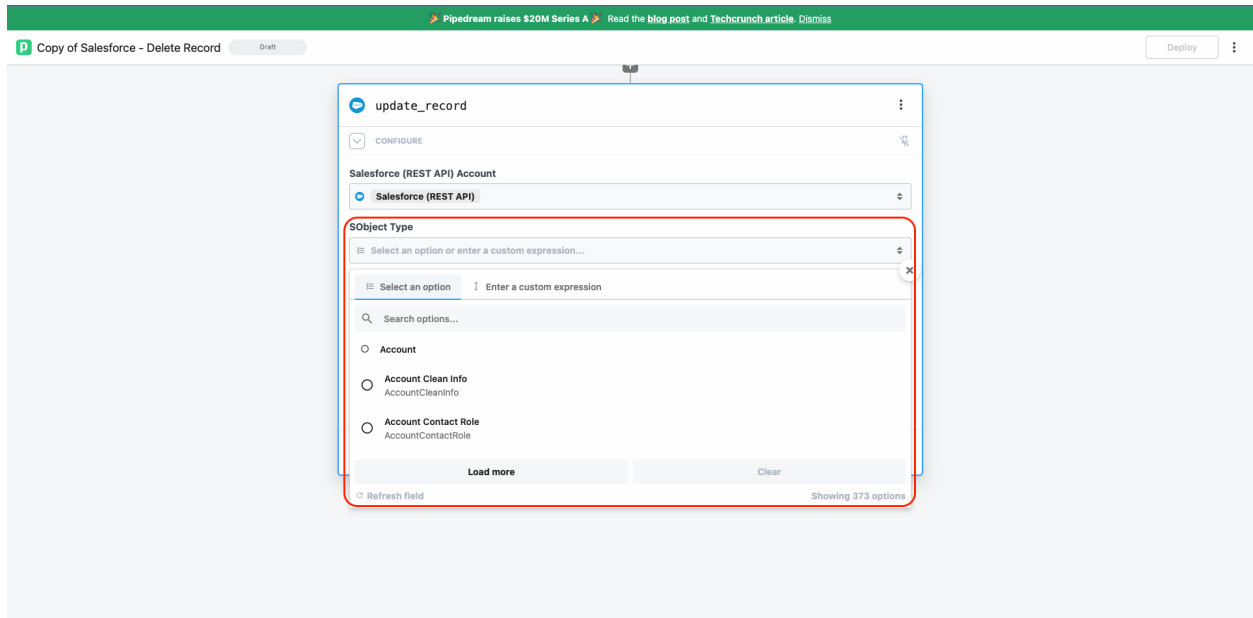 🎉 Pipedream raises $20M Series A 🎉 Read the blog post and Techcrunch article. Dismiss
p Copy of Salesforce - Delete Record Draft Deploy
update_record
CONFIGURE
Salesforce (REST API) Account
Salesforce (REST API)
SObject Type
Select an option or enter a custom expression...
Select an option Enter a custom expression
Search options...
Account
Account Clean Info
AccountCleanInfo
Account Contact Role
AccountContactRole
Load more Clear
Refresh field Showing 373 options